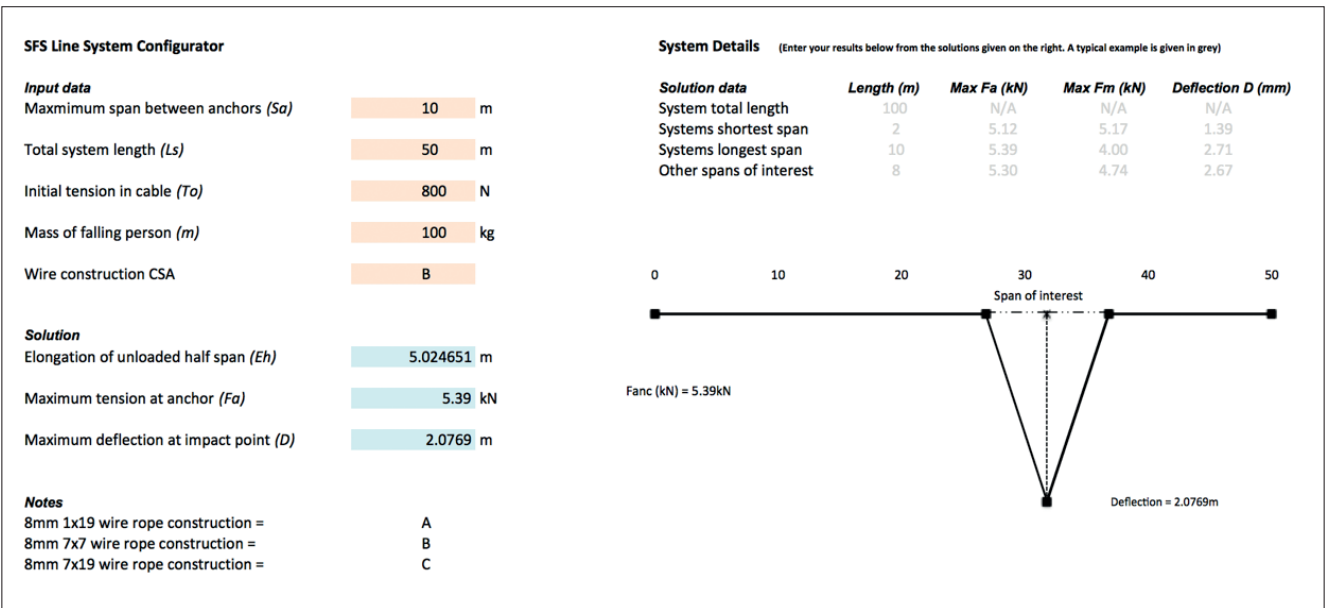 SFS Line System Configurator
Input data
Maxmimum span between anchors (Sa) 10 m
Total system length (Ls) 50 m
Initial tension in cable (To) 800 N
Mass of falling person (m) 100 kg
Wire construction CSA B
Solution
Elongation of unloaded half span (Eh) 5.024651 m
Maximum tension at anchor (Fa) 5.39 kN
Maximum deflection at impact point (D) 2.0769 m
Notes
8mm 1x19 wire rope construction = A
8mm 7x7 wire rope construction = B
8mm 7x19 wire rope construction = C
System Details (Enter your results below from the solutions given on the right. A typical example is given in grey)
Solution data Length (m) Max Fa (kN) Max Fm (kN) Deflection D (mm)
System total length 100 N/A N/A N/A
Systems shortest span 2 5.12 5.17 1.39
Systems longest span 10 5.39 4.00 2.71
Other spans of interest 8 5.30 4.74 2.67
0 10 20 30 40 50
Span of interest
Fanc (kN) = 5.39kN
Deflection = 2.0769m